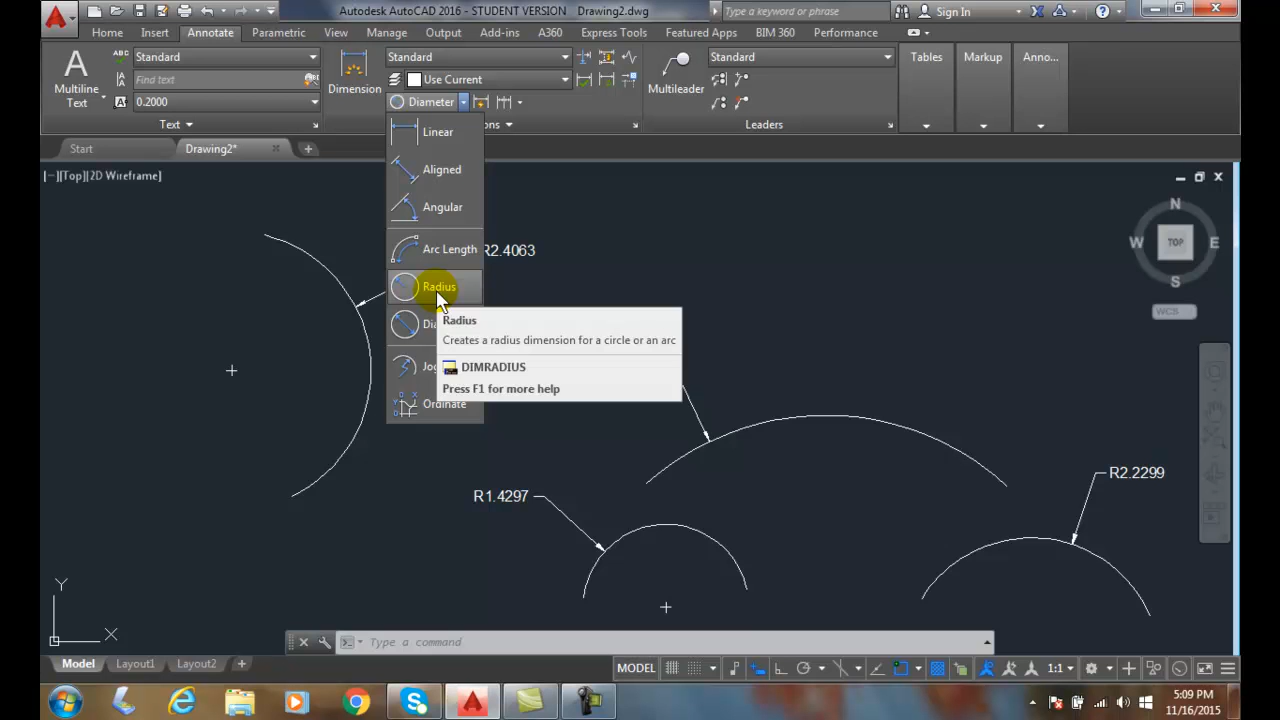 Autodesk AutoCAD 2016 - STUDENT VERSION Drawing2.dwg
Type a keyword or phrase
Sign In
Home Insert Annotate Parametric View Manage Output Add-ins A360 Express Tools Featured Apps BIM 360 Performance
Multiline
Text
Standard
Find text
0.2000
Text
Dimension
Standard
Use Current
Diameter
Multileader
Standard
Leaders
Tables
Markup
Anno...
Start
Drawing2*
[−][Top][2D Wireframe]
Linear
Aligned
Angular
Arc Length
Radius
Ordinate
Radius
Creates a radius dimension for a circle or an arc
DIMRADIUS
Press F1 for more help
R2.4063
R1.4297
R2.2299
N
W TOP E
S
WCS
Y
X
Type a command
Model Layout1 Layout2
MODEL
1:1
5:09 PM
11/16/2015